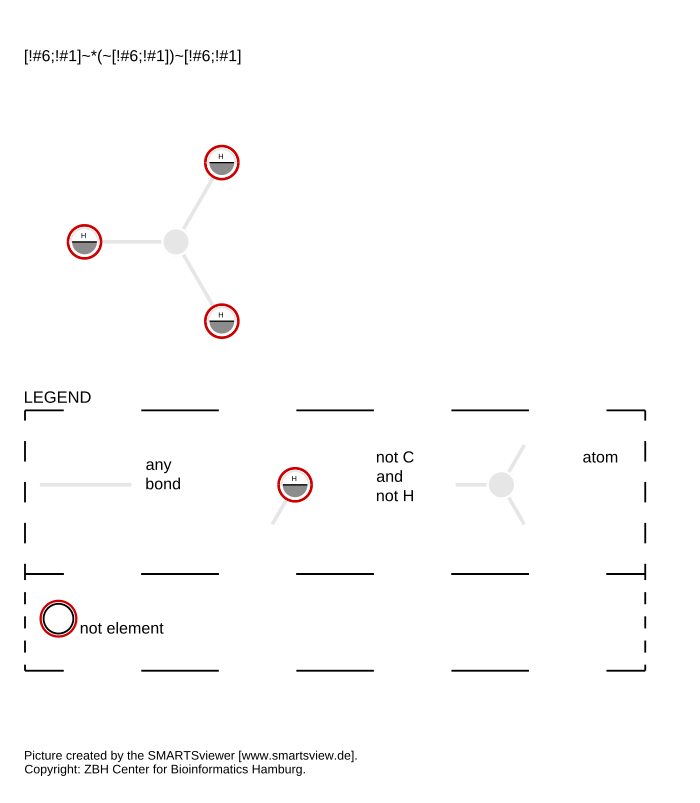 [!#6;!#1]~*(~[!#6;!#1])~[!#6;!#1]
H
H
H
LEGEND
any
bond
H
not C
and
not H
atom
not element
Picture created by the SMARTSviewer [www.smartsview.de].
Copyright: ZBH Center for Bioinformatics Hamburg.